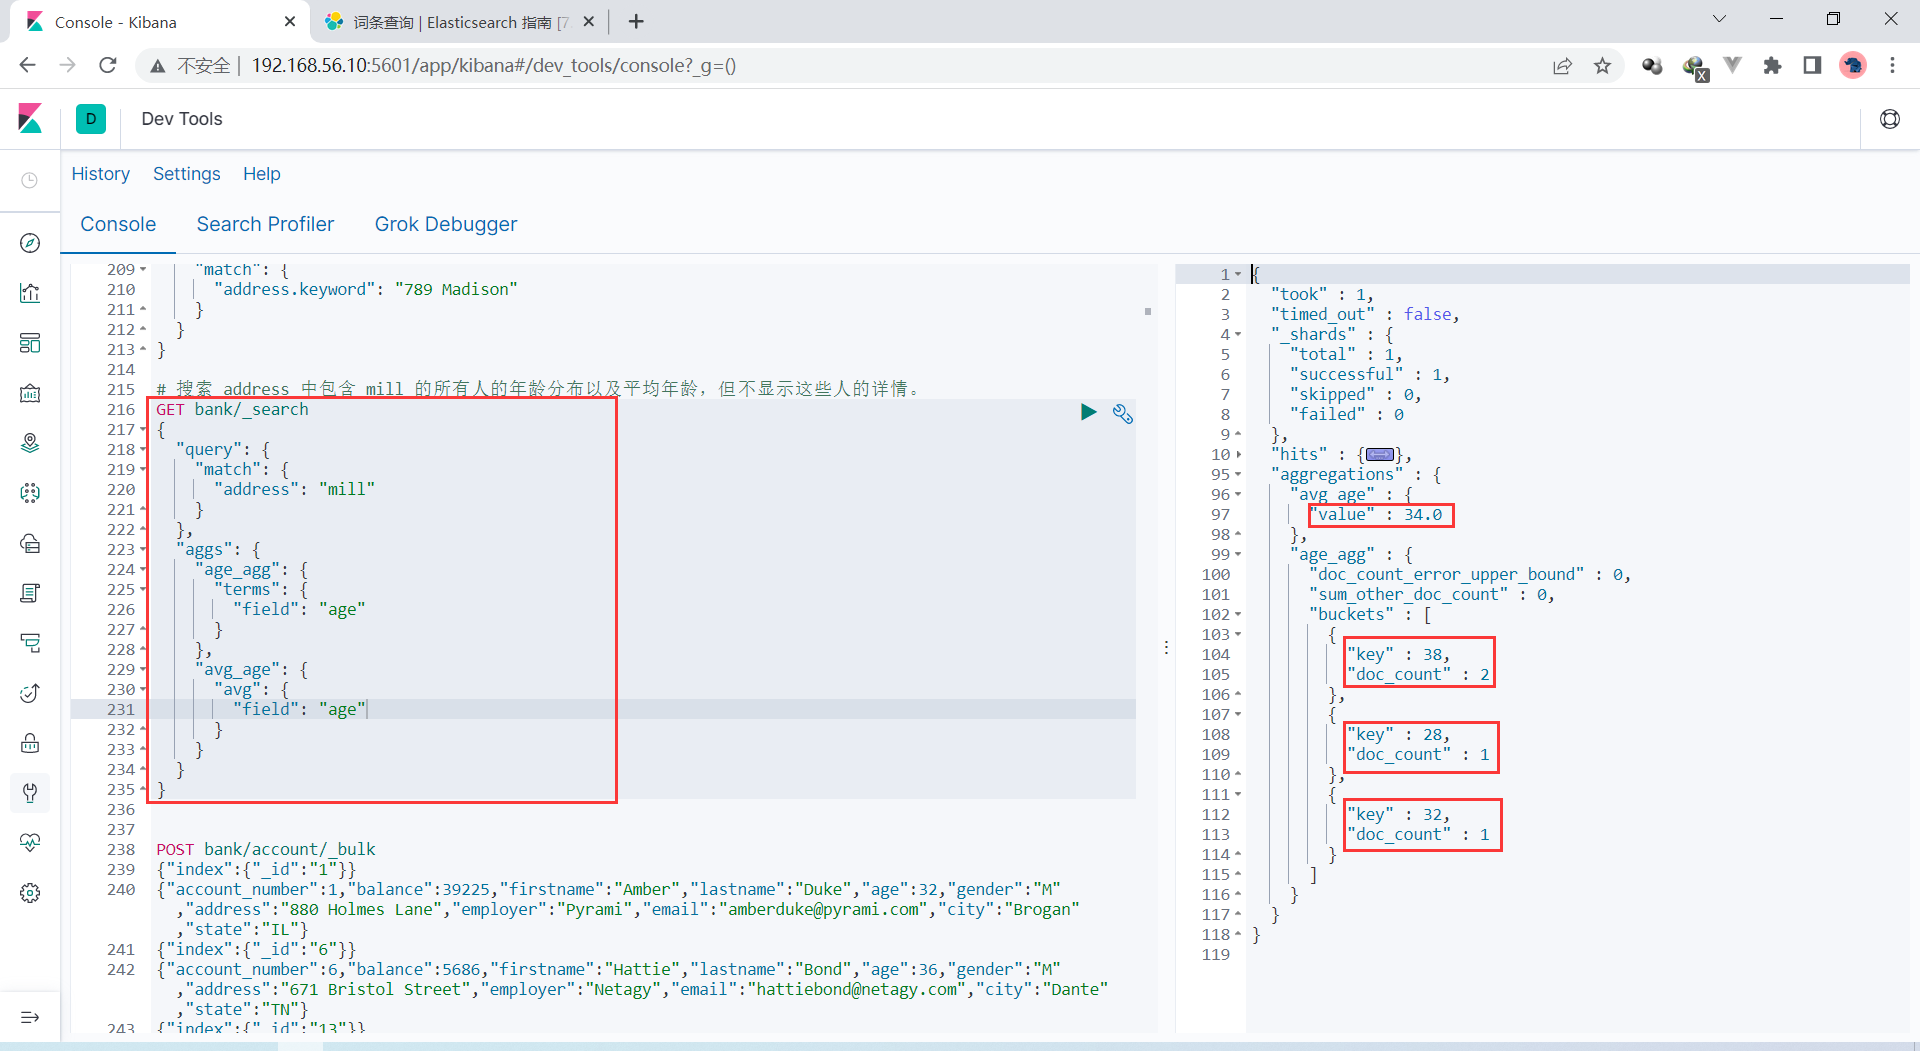 Console - Kibana
词条查询 | Elasticsearch 指南 [7
不安全 | 192.168.56.10:5601/app/kibana#/dev_tools/console?_g=()
X
D
Dev Tools
History Settings Help
Console Search Profiler Grok Debugger
209 "match": {
210 "address.keyword": "789 Madison"
211 }
212 }
213 }
214
215 # 搜索 address 中包含 mill 的所有人的年龄分布以及平均年龄，但不显示这些人的详情。
216 GET bank/_search
217 {
218 "query": {
219 "match": {
220 "address": "mill"
221 }
222 },
223 "aggs": {
224 "age_agg": {
225 "terms": {
226 "field": "age"
227 }
228 },
229 "avg_age": {
230 "avg": {
231 "field": "age"
232 }
233 }
234 }
235 }
236
237
238 POST bank/account/_bulk
239 {"index":{"_id":"1"}}
240 {"account_number":1,"balance":39225,"firstname":"Amber","lastname":"Duke","age":32,"gender":"M"
,"address":"880 Holmes Lane","employer":"Pyrami","email":"amberduke@pyrami.com","city":"Brogan"
,"state":"IL"}
241 {"index":{"_id":"6"}}
242 {"account_number":6,"balance":5686,"firstname":"Hattie","lastname":"Bond","age":36,"gender":"M"
,"address":"671 Bristol Street","employer":"Netagy","email":"hattiebond@netagy.com","city":"Dante"
,"state":"TN"}
243 {"index":{"_id":"13"}}
1 {
2 "took" : 1,
3 "timed_out" : false,
4 "_shards" : {
5 "total" : 1,
6 "successful" : 1,
7 "skipped" : 0,
8 "failed" : 0
9 },
10 "hits" : {},
95 "aggregations" : {
96 "avg_age" : {
97 "value" : 34.0
98 },
99 "age_agg" : {
100 "doc_count_error_upper_bound" : 0,
101 "sum_other_doc_count" : 0,
102 "buckets" : [
103 {
104 "key" : 38,
105 "doc_count" : 2
106 },
107 {
108 "key" : 28,
109 "doc_count" : 1
110 },
111 {
112 "key" : 32,
113 "doc_count" : 1
114 }
115 ]
116 }
117 }
118 }
119